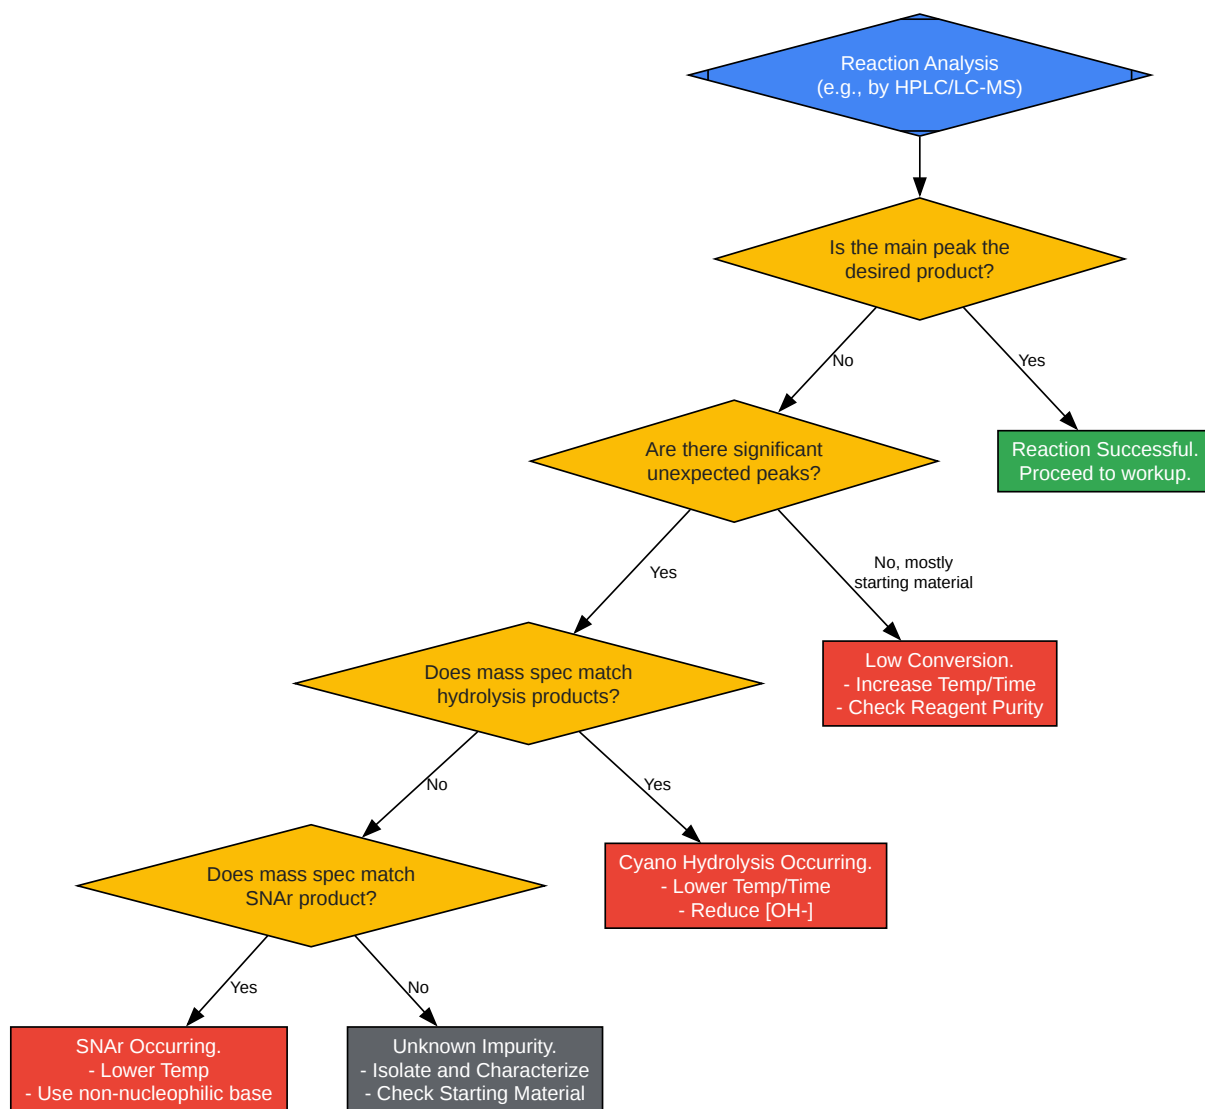 Reaction Analysis
(e.g., by HPLC/LC-MS)
Is the main peak the
desired product?
No
Yes
Are there significant
unexpected peaks?
Reaction Successful.
Proceed to workup.
Yes
No, mostly
starting material
Does mass spec match
hydrolysis products?
Low Conversion.
- Increase Temp/Time
- Check Reagent Purity
No
Yes
Does mass spec match
SNAr product?
Cyano Hydrolysis Occurring.
- Lower Temp/Time
- Reduce [OH-]
Yes
No
SNAr Occurring.
- Lower Temp
- Use non-nucleophilic base
Unknown Impurity.
- Isolate and Characterize
- Check Starting Material